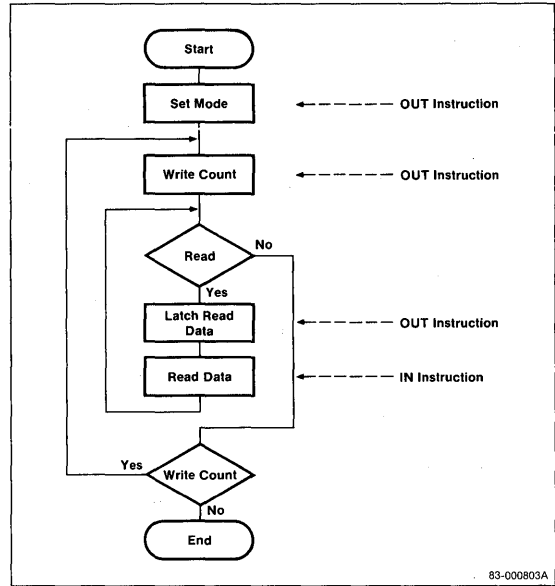 Start
Set Mode
OUT Instruction
Write Count
OUT Instruction
Read
No
Yes
Latch Read
Data
OUT Instruction
Read Data
IN Instruction
Yes
Write Count
No
End
83-000803A